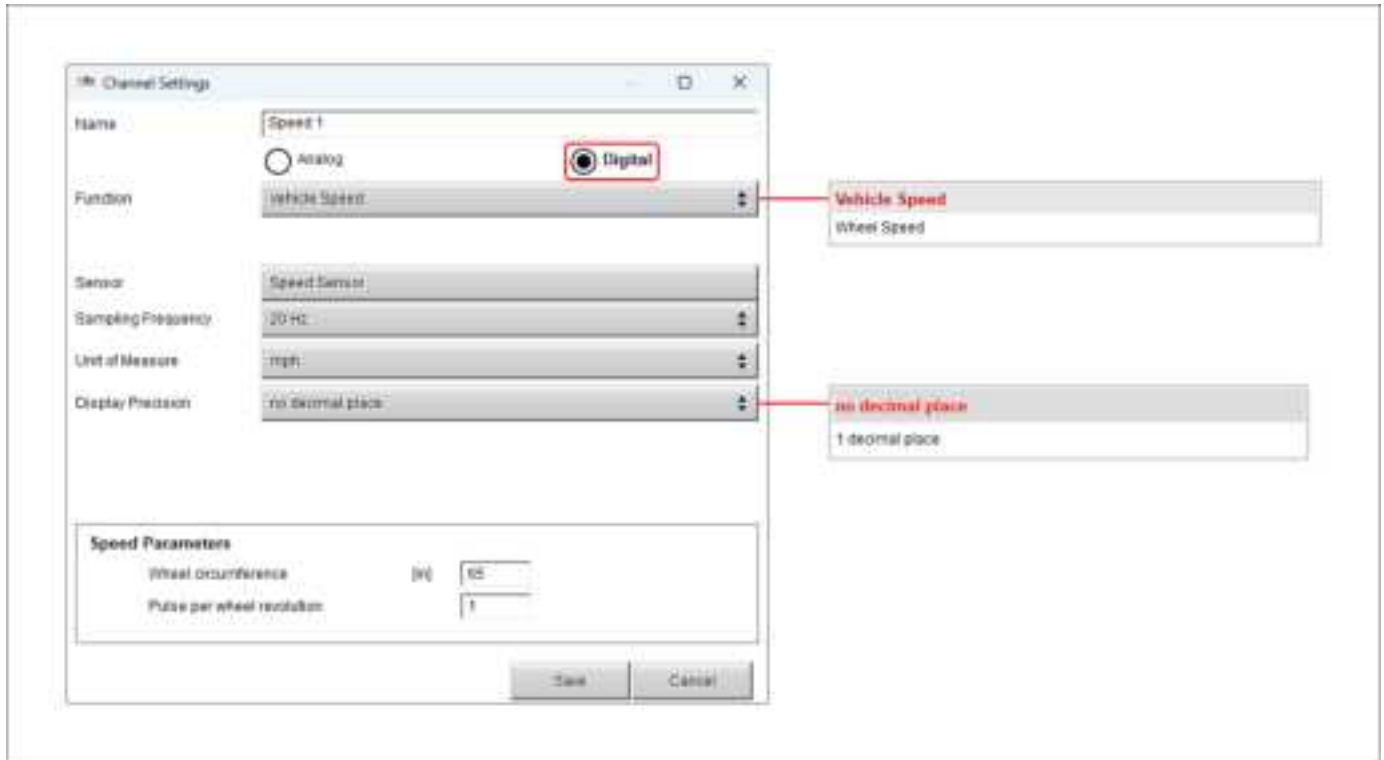 Channel Settings
Name Speed 1
Analog Digital
Function Vehicle Speed
Vehicle Speed
Wheel Speed
Sensor Speed Sensor
Sampling Frequency 20 Hz
Unit of Measure mph
Display Precision no decimal place
no decimal place
1 decimal place
Speed Parameters
Wheel circumference [in]
Pulse per wheel revolution 1
Save Cancel